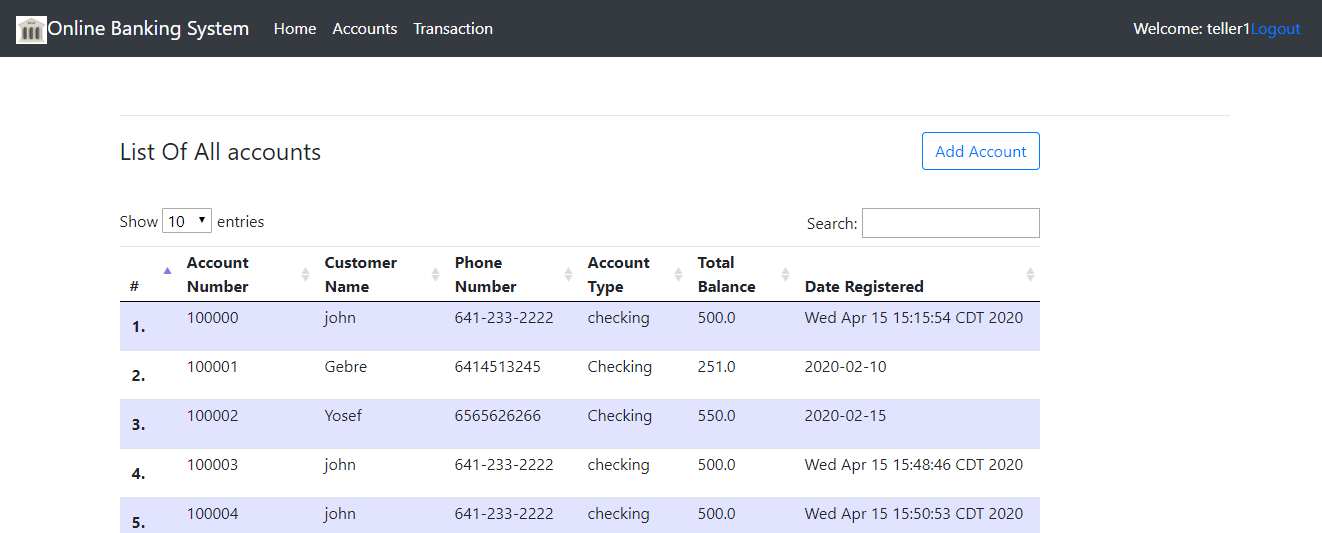 Online Banking System Home Accounts Transaction Welcome: teller1Logout
List Of All accounts Add Account
Show 10 entries Search:
# Account Number Customer Name Phone Number Account Type Total Balance Date Registered
1. 100000 john 641-233-2222 checking 500.0 Wed Apr 15 15:15:54 CDT 2020
2. 100001 Gebre 6414513245 Checking 251.0 2020-02-10
3. 100002 Yosef 6565626266 Checking 550.0 2020-02-15
4. 100003 john 641-233-2222 checking 500.0 Wed Apr 15 15:48:46 CDT 2020
5. 100004 john 641-233-2222 checking 500.0 Wed Apr 15 15:50:53 CDT 2020